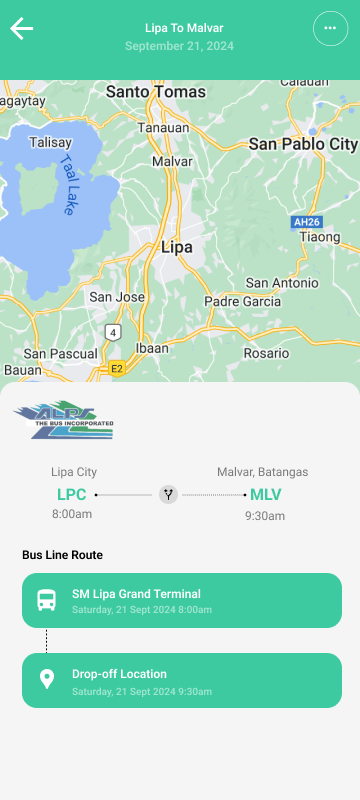 Lipa To Malvar
September 21, 2024
Calauan
Santo Tomas
agaytay
Tanauan
Talisay
San Pablo City
Malvar
Taal Lake
AH26
Tiaong
Lipa
San Antonio
San Jose
Padre Garcia
4
Ibaan
San Pascual
Rosario
Bauan
E2
ALPS
THE BUS INCORPORATED
Lipa City
Malvar, Batangas
LPC
MLV
8:00am
9:30am
Bus Line Route
SM Lipa Grand Terminal
Saturday, 21 Sept 2024 8:00am
Drop-off Location
Saturday, 21 Sept 2024 9:30am